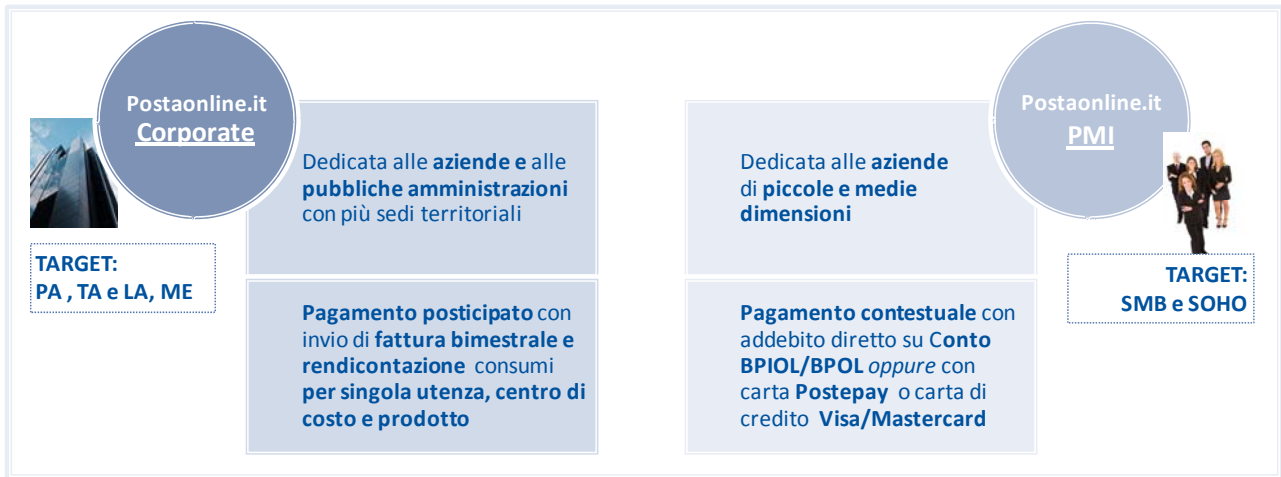 Postaonline.it
Corporate
Dedicata alle aziende e alle
pubbliche amministrazioni
con più sedi territoriali
TARGET:
PA , TA e LA, ME
Pagamento posticipato con
invio di fattura bimestrale e
rendicontazione consumi
per singola utenza, centro di
costo e prodotto
Postaonline.it
PMI
Dedicata alle aziende
di piccole e medie
dimensioni
TARGET:
SMB e SOHO
Pagamento contestuale con
addebito diretto su Conto
BPIOL/BPOL oppure con
carta Postepay o carta di
credito Visa/Mastercard